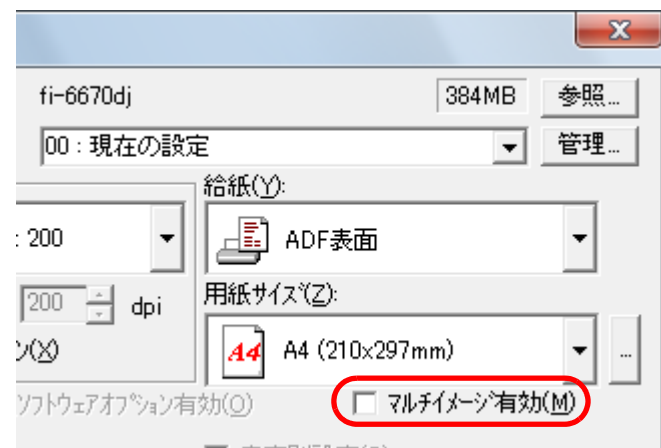 fi-6670dj 384MB 参照...
00 : 現在の設定 管理...
給紙(Y):
: 200 ADF表面
200 dpi 用紙サイズ(Z):
ン(X) A4 A4 (210x297mm) ...
ソフトウェアオプション有効(O) マルチイメージ有効(M)